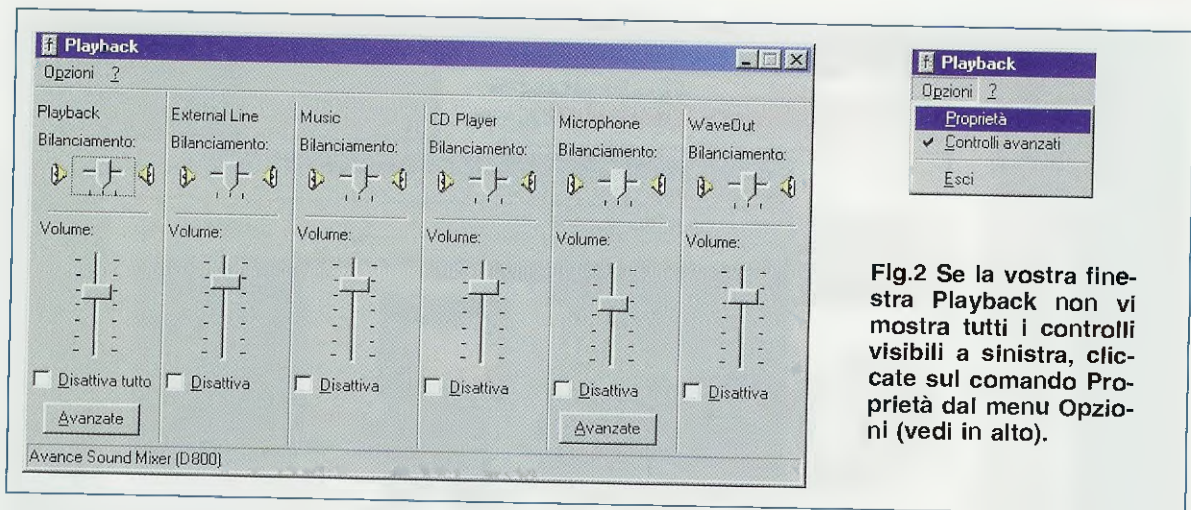 Playback
Opzioni ?
Playback External Line Music CD Player Microphone WaveOut
Bilanciamento: Bilanciamento: Bilanciamento: Bilanciamento: Bilanciamento: Bilanciamento:
Volume: Volume: Volume: Volume: Volume: Volume:
Disattiva tutto Disattiva Disattiva Disattiva Disattiva Disattiva
Avanzate Avanzate
Avance Sound Mixer (D800)
Playback
Opzioni ?
Proprietà
Controlli avanzati
Esci
Fig.2 Se la vostra fine-
stra Playback non vi
mostra tutti i controlli
visibili a sinistra, clic-
cate sul comando Pro-
prietà dal menu Opzio-
ni (vedi in alto).